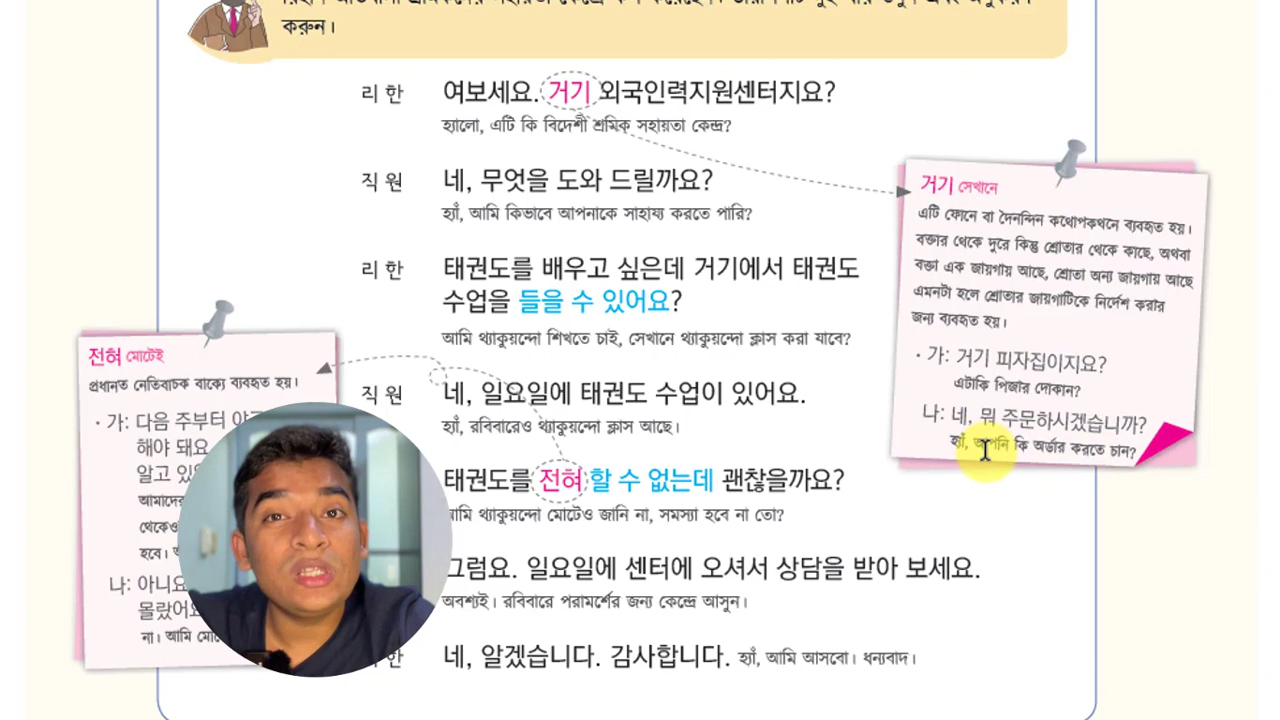 করুন।
리 한 여보세요. 거기 외국인력지원센터지요?
হ্যালো, এটি কি বিদেশী শ্রমিক সহায়তা কেন্দ্র?
직 원 네, 무엇을 도와 드릴까요?
হ্যাঁ, আমি কিভাবে আপনাকে সাহায্য করতে পারি?
리 한 태권도를 배우고 싶은데 거기에서 태권도
수업을 들을 수 있어요?
আমি থ্যাকুয়ন্দো শিখতে চাই, সেখানে থ্যাকুয়ন্দো ক্লাস করা যাবে?
직 원 네, 일요일에 태권도 수업이 있어요.
হ্যাঁ, রবিবারেও থ্যাকুয়ন্দো ক্লাস আছে।
태권도를 전혀 할 수 없는데 괜찮을까요?
আমি থ্যাকুয়ন্দো মোটেও জানি না, সমস্যা হবে না তো?
그럼요. 일요일에 센터에 오셔서 상담을 받아 보세요.
অবশ্যই। রবিবারে পরামর্শের জন্য কেন্দ্রে আসুন।
한 네, 알겠습니다. 감사합니다. হ্যাঁ, আমি আসবো। ধন্যবাদ।
거기 সেখানে
এটি ফোনে বা দৈনন্দিন কথোপকথনে ব্যবহৃত হয়।
বক্তার থেকে দুরে কিন্তু শ্রোতার থেকে কাছে, অথবা
বক্তা এক জায়গায় আছে, শ্রোতা অন্য জায়গায় আছে
এমনটা হলে শ্রোতার জায়গাটিকে নির্দেশ করার
জন্য ব্যবহৃত হয়।
· 가: 거기 피자집이지요?
এটাকি পিজার দোকান?
나: 네, 뭐 주문하시겠습니까?
হ্যাঁ, আপনি কি অর্ডার করতে চান?
전혀 মোটেই
প্রধানত নেতিবাচক বাক্যে ব্যবহৃত হয়।
· 가: 다음 주부터
해야 돼요
알고
আমাদের
থেকেও
হবে।
나: 아니요
몰랐어요
না। আমি